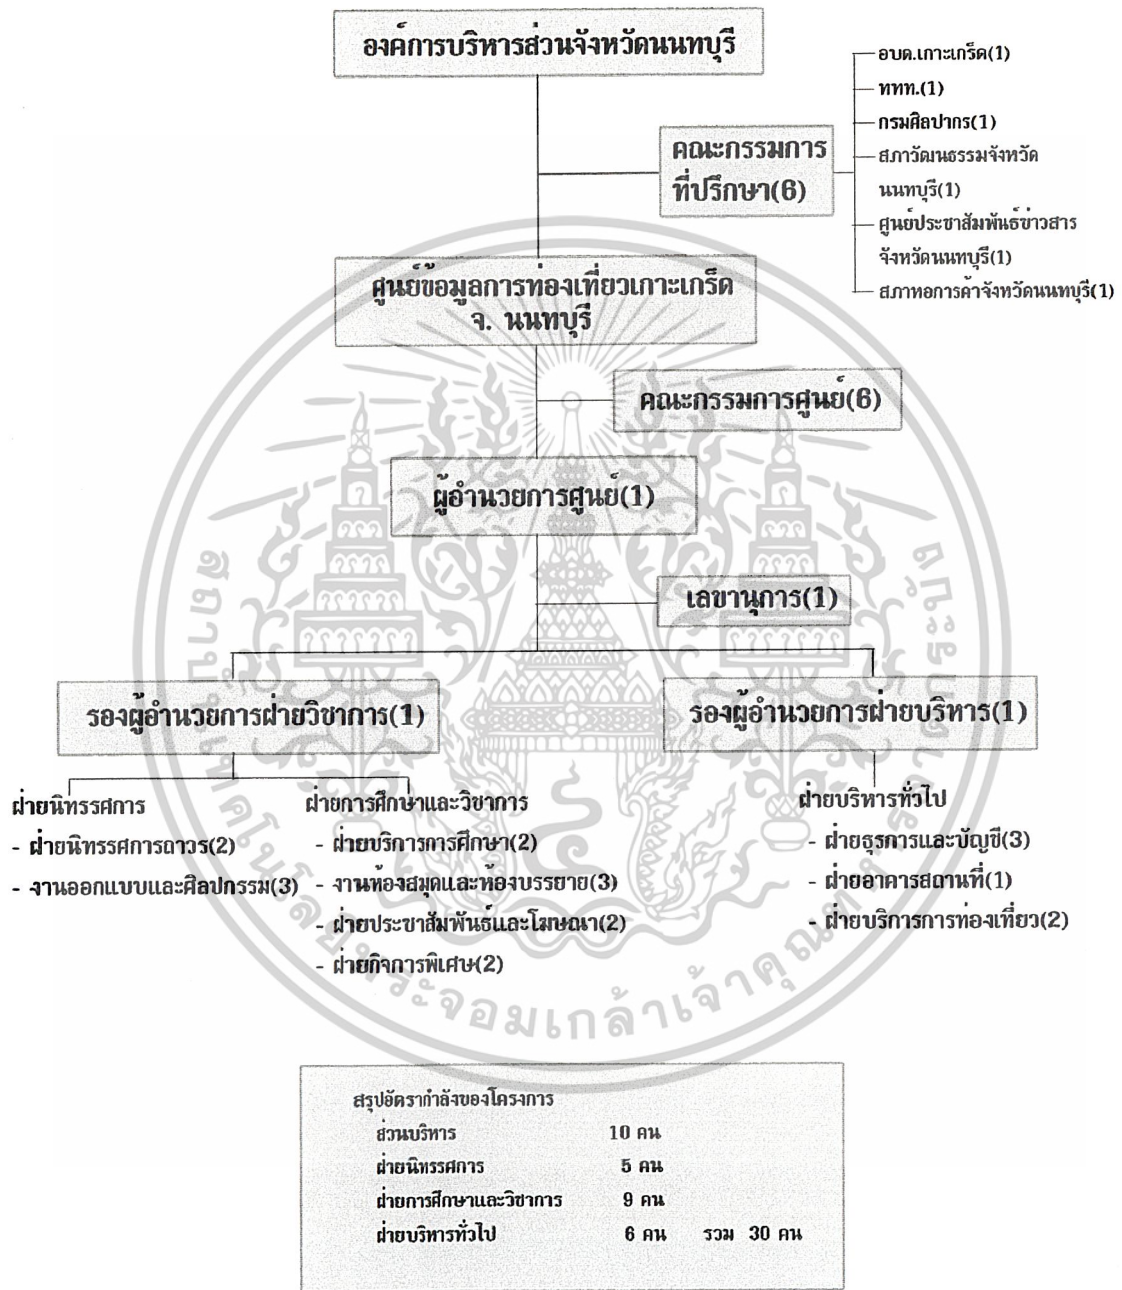 องค์การบริหารส่วนจังหวัดนนทบุรี
อบต.เกาะเกร็ด(1)
ททท.(1)
กรมศิลปากร(1)
คณะกรรมการ
ที่ปรึกษา(6)
สภาวัฒนธรรมจังหวัด
นนทบุรี(1)
ศูนย์ประชาสัมพันธ์ข่าวสาร
จังหวัดนนทบุรี(1)
สภาหอการค้าจังหวัดนนทบุรี(1)
ศูนย์ข้อมูลการท่องเที่ยวเกาะเกร็ด
จ. นนทบุรี
คณะกรรมการศูนย์(6)
ผู้อำนวยการศูนย์(1)
เลขานุการ(1)
รองผู้อำนวยการฝ่ายวิชาการ(1)
รองผู้อำนวยการฝ่ายบริหาร(1)
ฝ่ายนิทรรศการ
- ฝ่ายนิทรรศการถาวร(2)
- งานออกแบบและศิลปกรรม(3)
ฝ่ายการศึกษาและวิชาการ
- ฝ่ายบริการการศึกษา(2)
- งานห้องสมุดและห้องบรรยาย(3)
- ฝ่ายประชาสัมพันธ์และโฆษณา(2)
- ฝ่ายกิจการพิเศษ(2)
ฝ่ายบริหารทั่วไป
- ฝ่ายธุรการและบัญชี(3)
- ฝ่ายอาคารสถานที่(1)
- ฝ่ายบริการการท่องเที่ยว(2)
สถาบันเทคโนโลยีพระจอมเกล้าเจ้าคุณทหารลาดกระบัง
สรุปอัตรากำลังของโครงการ
ส่วนบริหาร 10 คน
ฝ่ายนิทรรศการ 5 คน
ฝ่ายการศึกษาและวิชาการ 9 คน
ฝ่ายบริหารทั่วไป 6 คน รวม 30 คน